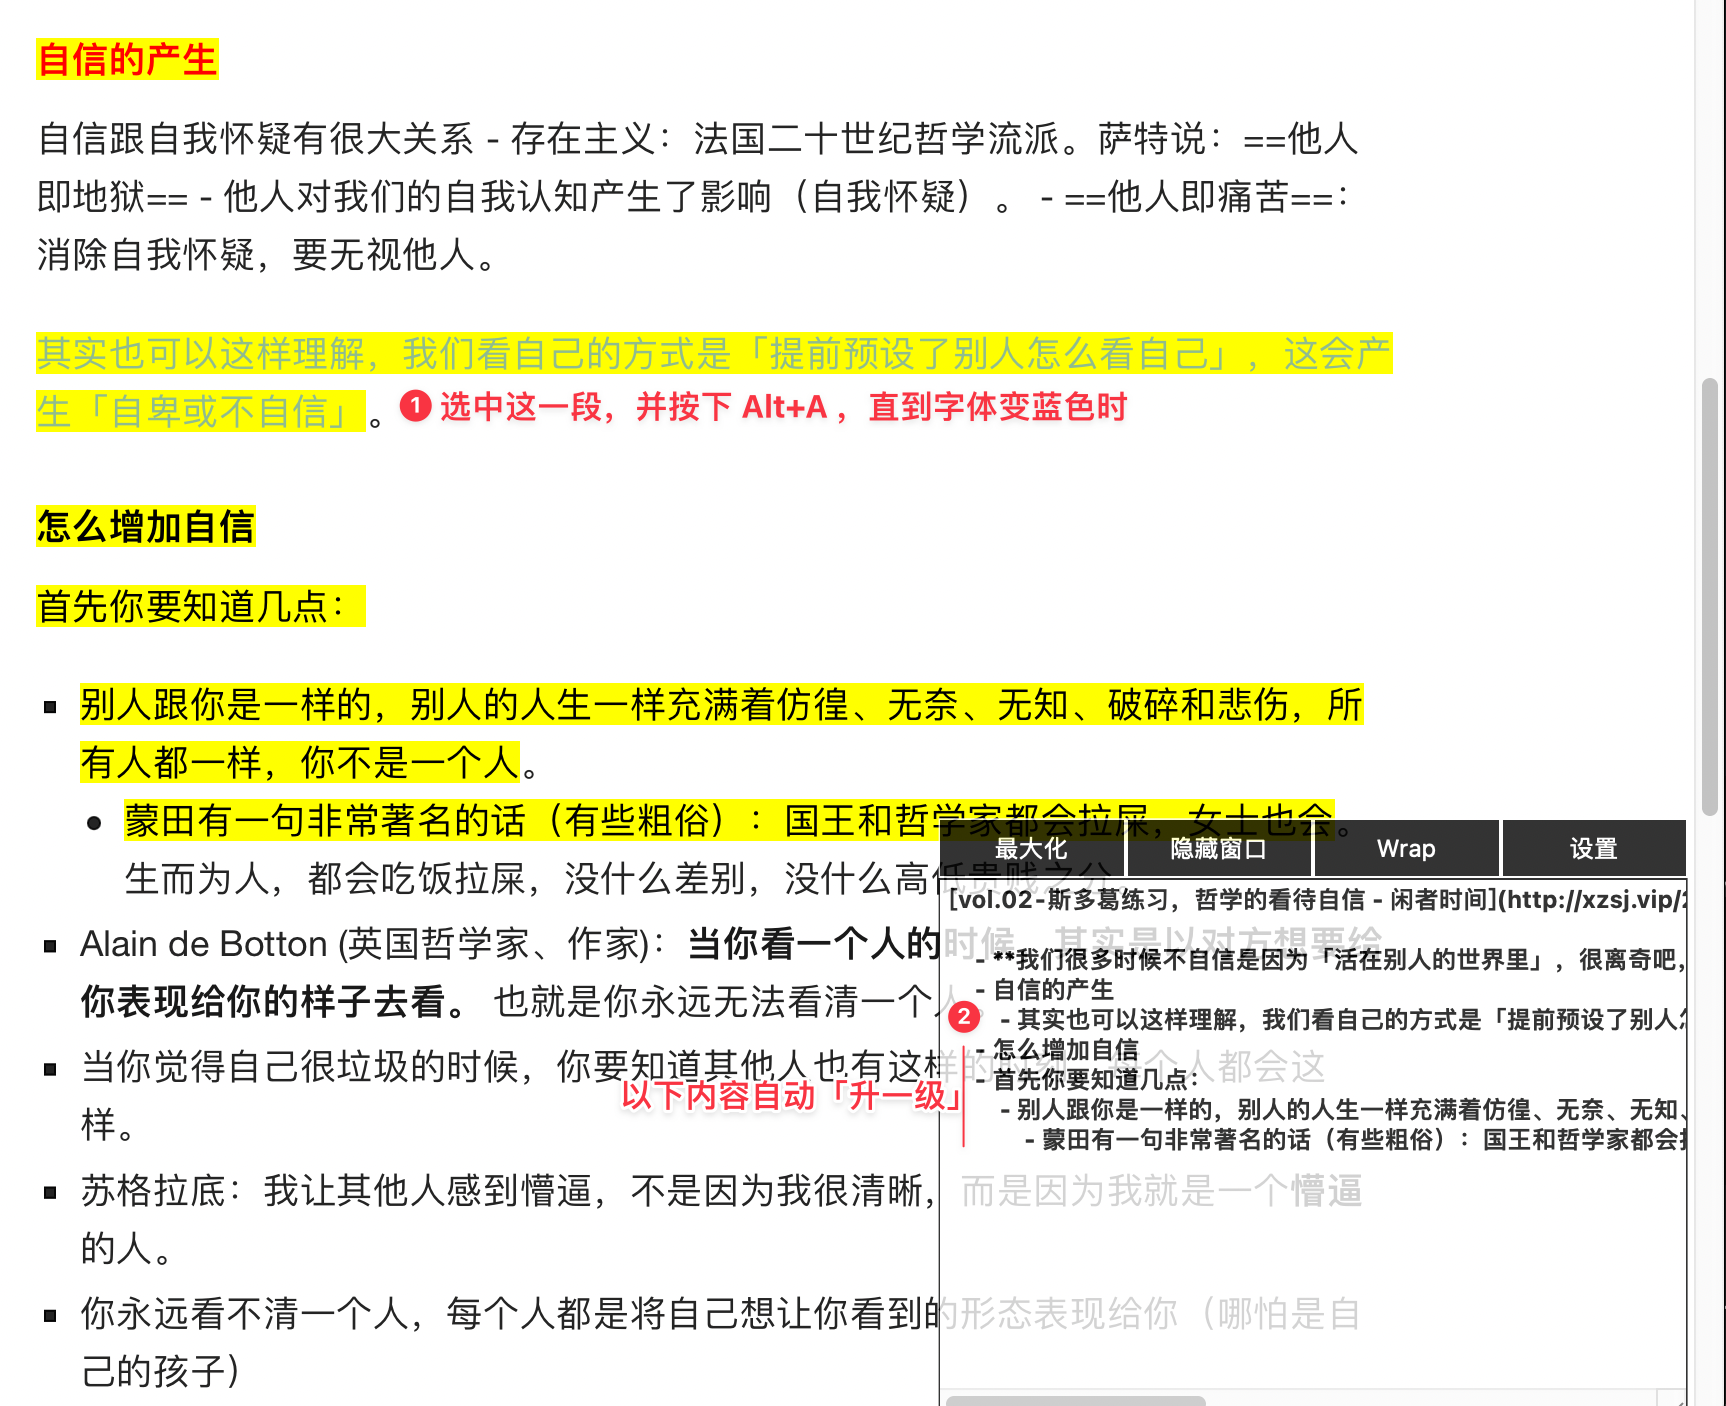 自信的产生
自信跟自我怀疑有很大关系 - 存在主义：法国二十世纪哲学流派。萨特说：==他人
即地狱== - 他人对我们的自我认知产生了影响（自我怀疑）。 - ==他人即痛苦==：
消除自我怀疑，要无视他人。
其实也可以这样理解，我们看自己的方式是「提前预设了别人怎么看自己」，这会产
生「自卑或不自信」。
1 选中这一段，并按下 Alt+A ，直到字体变蓝色时
怎么增加自信
首先你要知道几点：
别人跟你是一样的，别人的人生一样充满着仿徨、无奈、无知、破碎和悲伤，所
有人都一样，你不是一个人。
蒙田有一句非常著名的话（有些粗俗）：国王和哲学家都会拉屎，女士也会。
生而为人，都会吃饭拉屎，没什么差别，没什么高低贵贱之分。
Alain de Botton (英国哲学家、作家)：当你看一个人的时候，其实是以对方想要给
你表现给你的样子去看。 也就是你永远无法看清一个人。
当你觉得自己很垃圾的时候，你要知道其他人也有这样的时刻，每个人都会这
样。
苏格拉底：我让其他人感到懵逼，不是因为我很清晰，而是因为我就是一个懵逼
的人。
你永远看不清一个人，每个人都是将自己想让你看到的形态表现给你（哪怕是自
己的孩子）
最大化 隐藏窗口 Wrap 设置
[vol.02-斯多葛练习，哲学的看待自信 - 闲者时间](http://xzsj.vip/
- **我们很多时候不自信是因为「活在别人的世界里」，很离奇吧，
- 自信的产生
2
- 其实也可以这样理解，我们看自己的方式是「提前预设了别人
- 怎么增加自信
- 首先你要知道几点：
- 别人跟你是一样的，别人的人生一样充满着仿徨、无奈、无知、
- 蒙田有一句非常著名的话（有些粗俗）：国王和哲学家都会
以下内容自动「升一级」